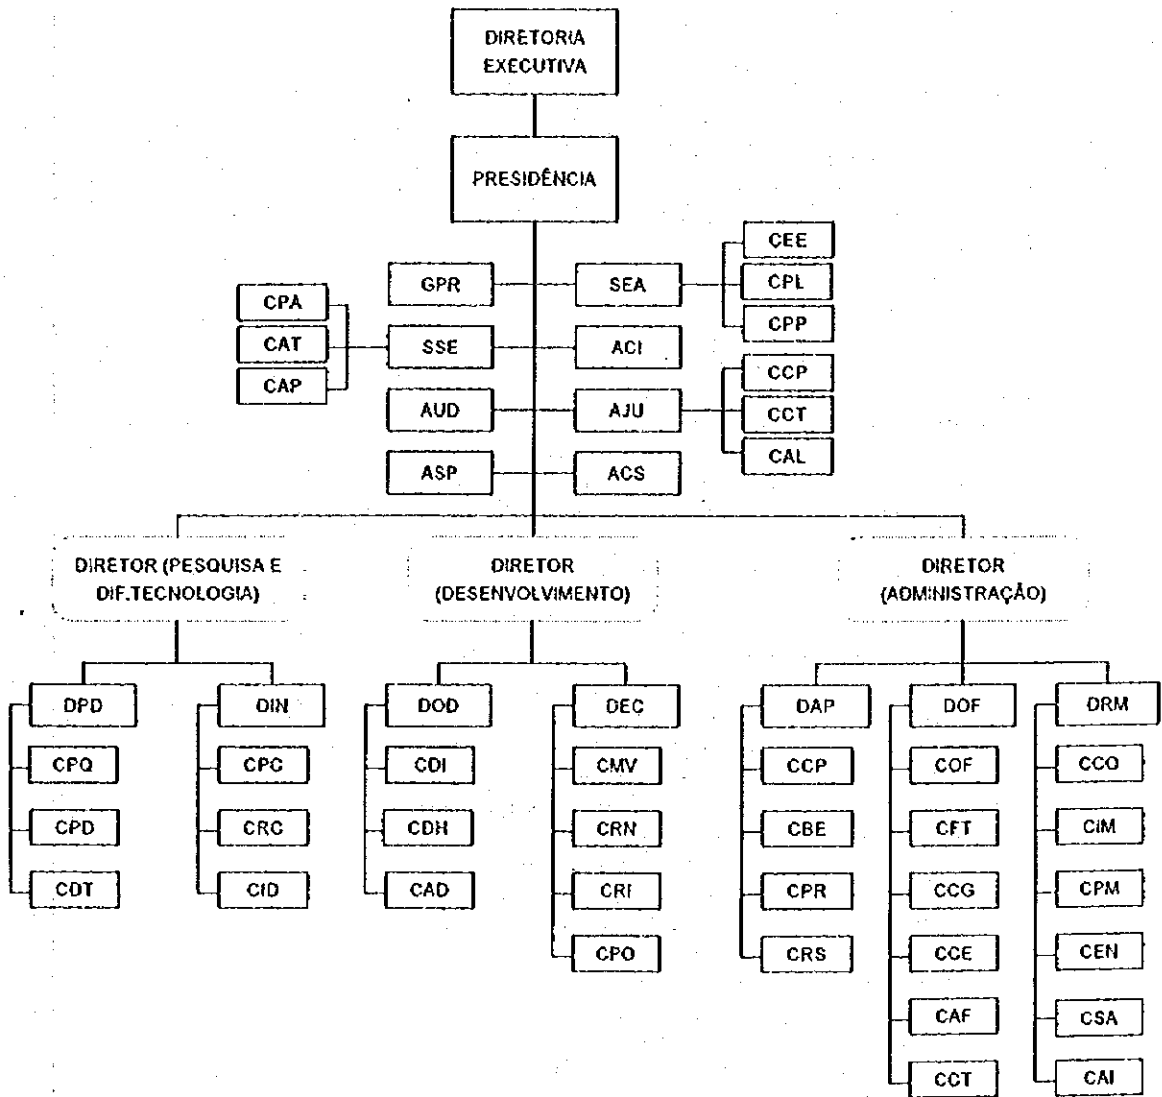 DIRETORIA
EXECUTIVA
PRESIDÊNCIA
GPR
SEA
CEE
CPL
CPP
CPA
CAT
CAP
SSE
ACI
AUD
AJU
CCP
CCT
CAL
ASP
ACS
DIRETOR (PESQUISA E
DIF.TECNOLOGIA)
DIRETOR
(DESENVOLVIMENTO)
DIRETOR
(ADMINISTRAÇÃO)
DPD
CPQ
CPD
CDT
DIN
CPC
CRC
CID
DOD
CDI
CDH
CAD
DEC
CMV
CRN
CRI
CPO
DAP
CCP
CBE
CPR
CRS
DOF
COF
CFT
CCG
CCE
CAF
CCT
DRM
CCO
CIM
CPM
CEN
CSA
CAI